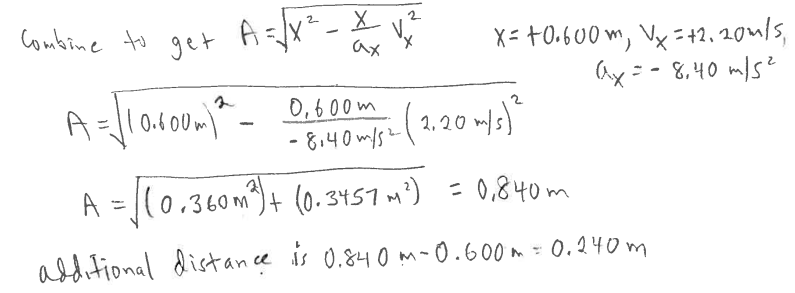 Combine to get A = √(x² - x/aₓ vₓ²) x = +0.600 m, vₓ = +2.20 m/s,
aₓ = - 8.40 m/s²
A = √((0.600 m)² - 0.600 m/-8.40 m/s² (2.20 m/s)²)
A = √((0.360 m²) + (0.3457 m²)) = 0.840 m
additional distance is 0.840 m - 0.600 m = 0.240 m